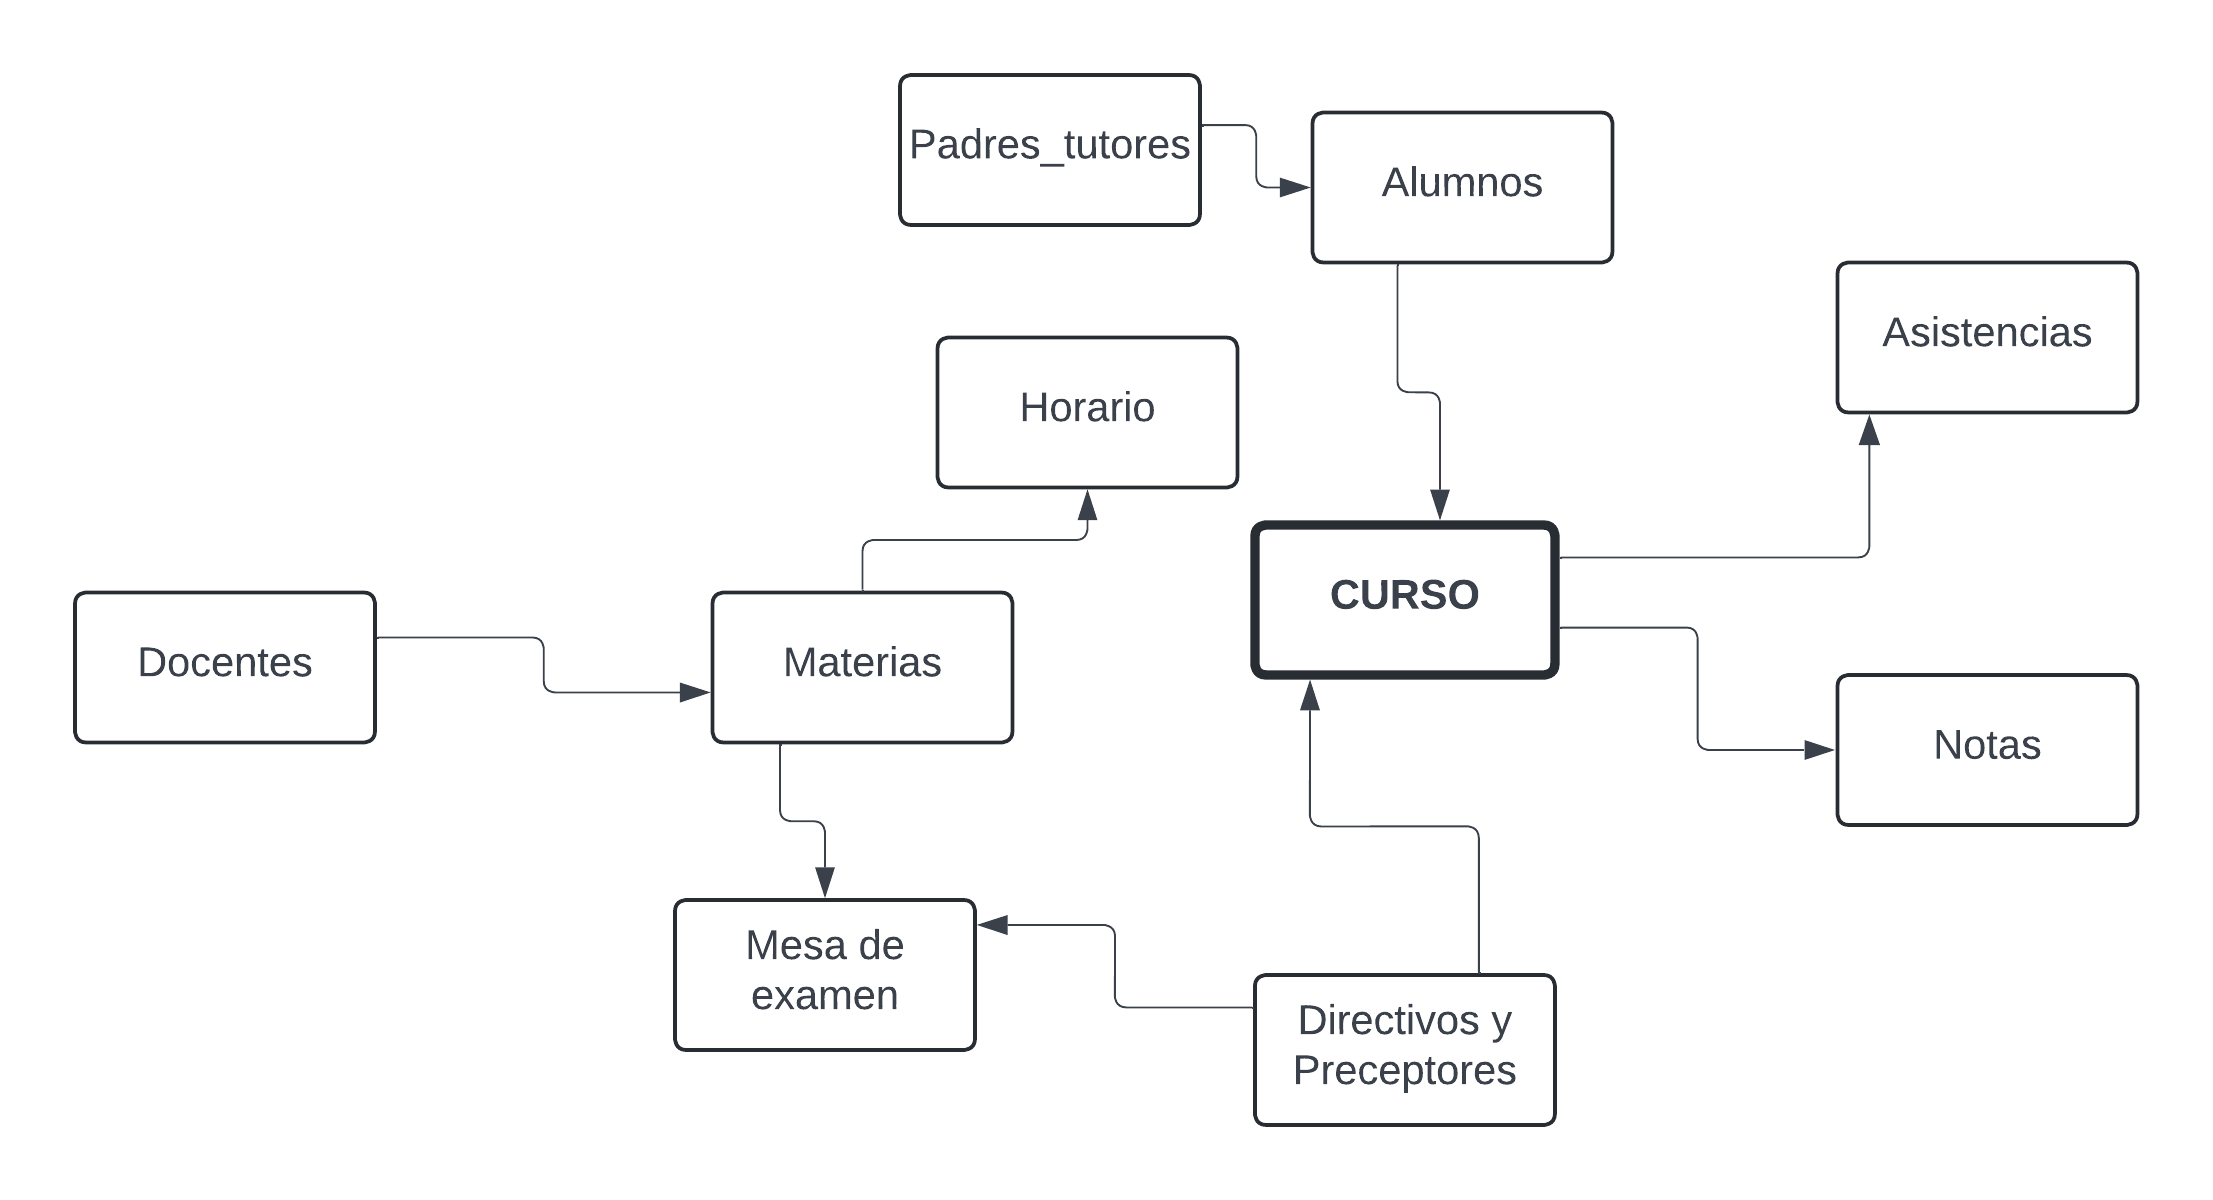 Padres_tutores
Alumnos
Asistencias
Horario
CURSO
Docentes
Materias
Notas
Mesa de
examen
Directivos y
Preceptores